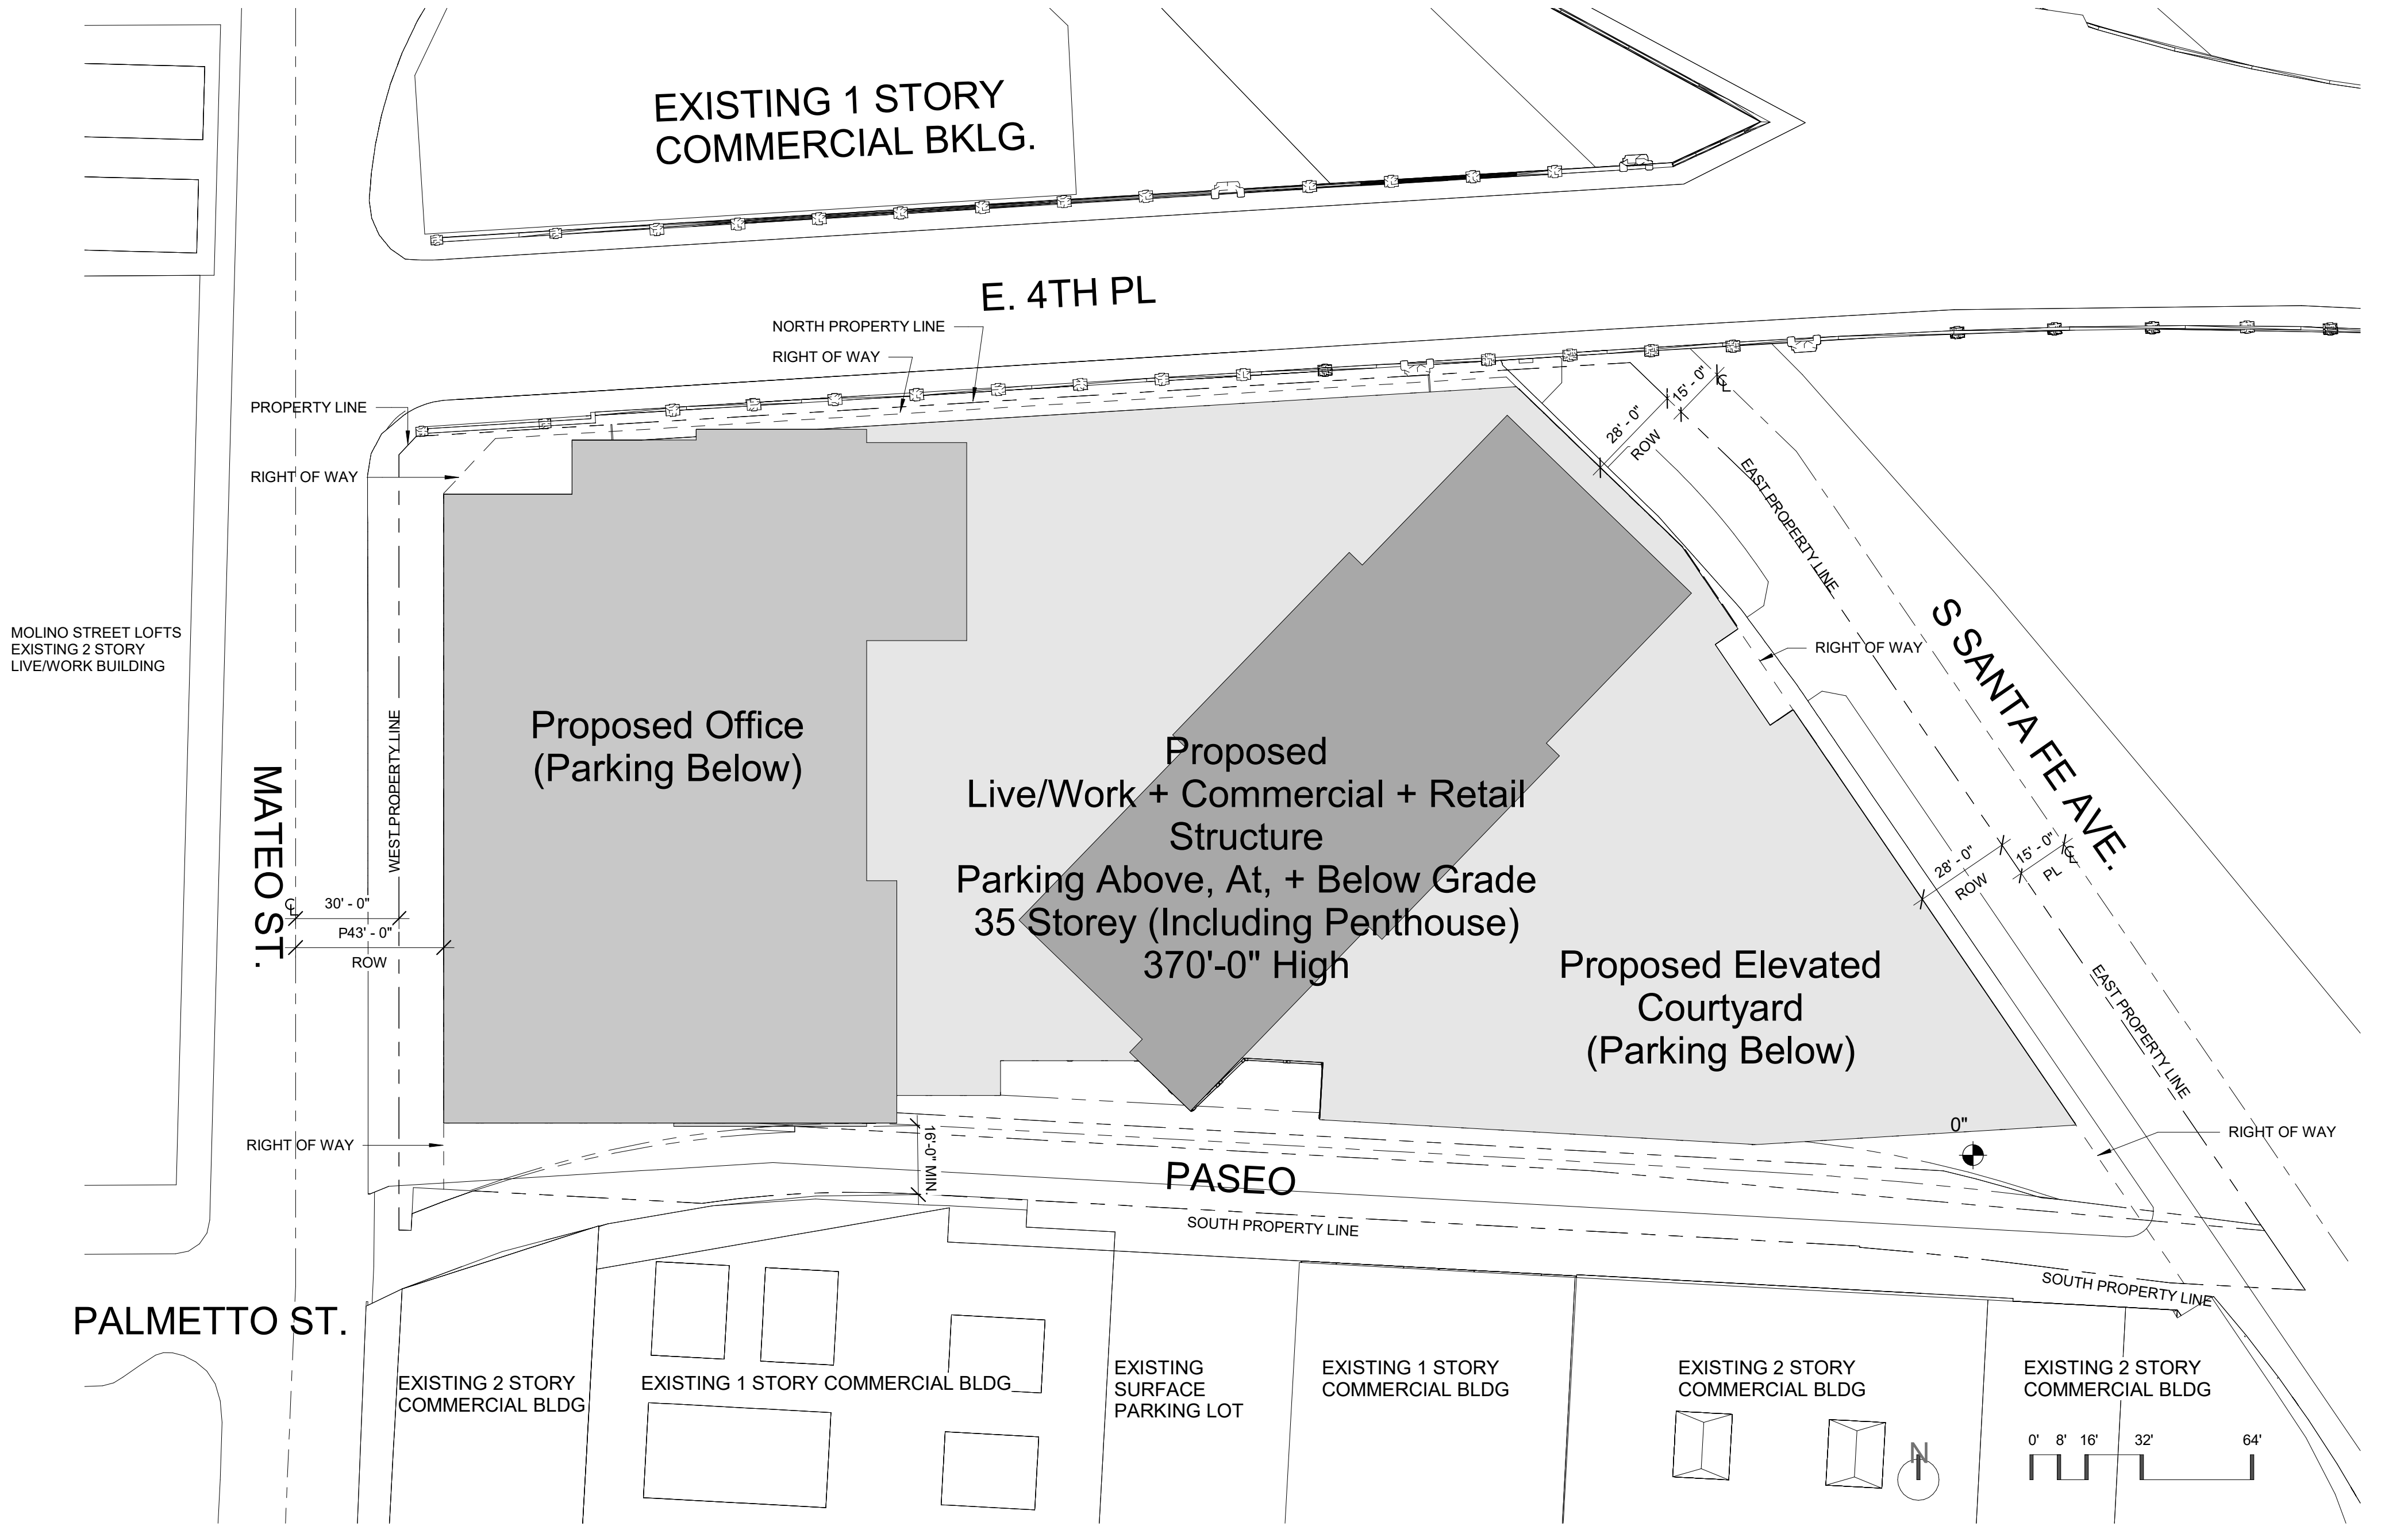 EXISTING 1 STORY
COMMERCIAL BKLG.
E. 4TH PL
NORTH PROPERTY LINE
RIGHT OF WAY
PROPERTY LINE
RIGHT OF WAY
15' - 0"
℄
28' - 0"
ROW
EAST PROPERTY LINE
MOLINO STREET LOFTS
EXISTING 2 STORY
LIVE/WORK BUILDING
RIGHT OF WAY
S SANTA FE AVE.
WEST PROPERTY LINE
MATEO ST.
Proposed Office
(Parking Below)
Proposed
Live/Work + Commercial + Retail
Structure
Parking Above, At, + Below Grade
35 Storey (Including Penthouse)
370'-0" High
℄
30' - 0"
P43' - 0"
ROW
28' - 0"
ROW
15' - 0"
PL
℄
Proposed Elevated
Courtyard
(Parking Below)
EAST PROPERTY LINE
0"
RIGHT OF WAY
RIGHT OF WAY
16'-0" MIN.
PASEO
SOUTH PROPERTY LINE
SOUTH PROPERTY LINE
PALMETTO ST.
EXISTING 2 STORY
COMMERCIAL BLDG
EXISTING 1 STORY COMMERCIAL BLDG
EXISTING
SURFACE
PARKING LOT
EXISTING 1 STORY
COMMERCIAL BLDG
EXISTING 2 STORY
COMMERCIAL BLDG
EXISTING 2 STORY
COMMERCIAL BLDG
N
0' 8' 16' 32' 64'